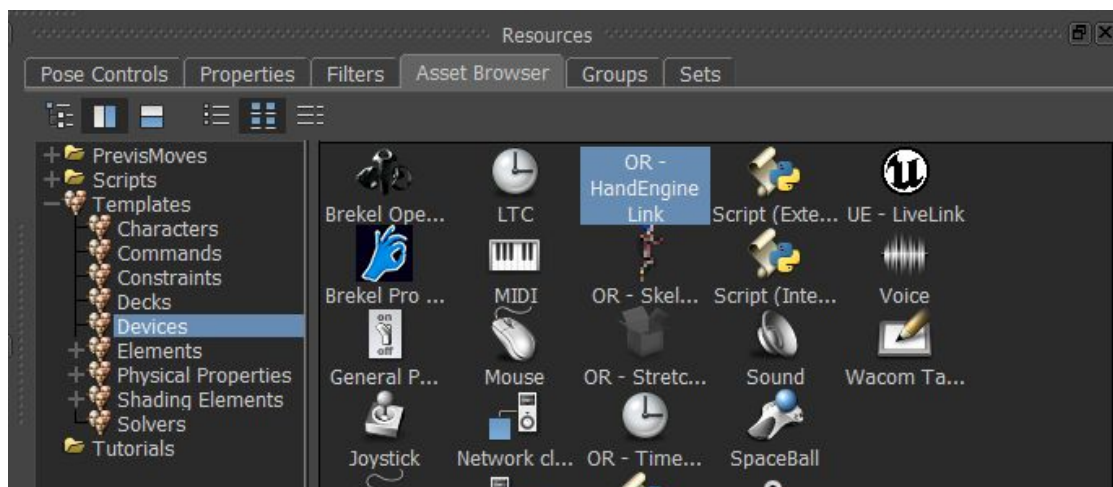 Resources
Pose Controls Properties Filters Asset Browser Groups Sets
PrevisMoves
Scripts
Templates
Characters
Commands
Constraints
Decks
Devices
Elements
Physical Properties
Shading Elements
Solvers
Tutorials
OR -
HandEngine
Link
Brekel Ope... LTC Script (Exte... UE - LiveLink
Brekel Pro ... MIDI OR - Skel... Script (Inte... Voice
on
off
General P... Mouse OR - Stretc... Sound Wacom Ta...
Joystick Network cl... OR - Time... SpaceBall